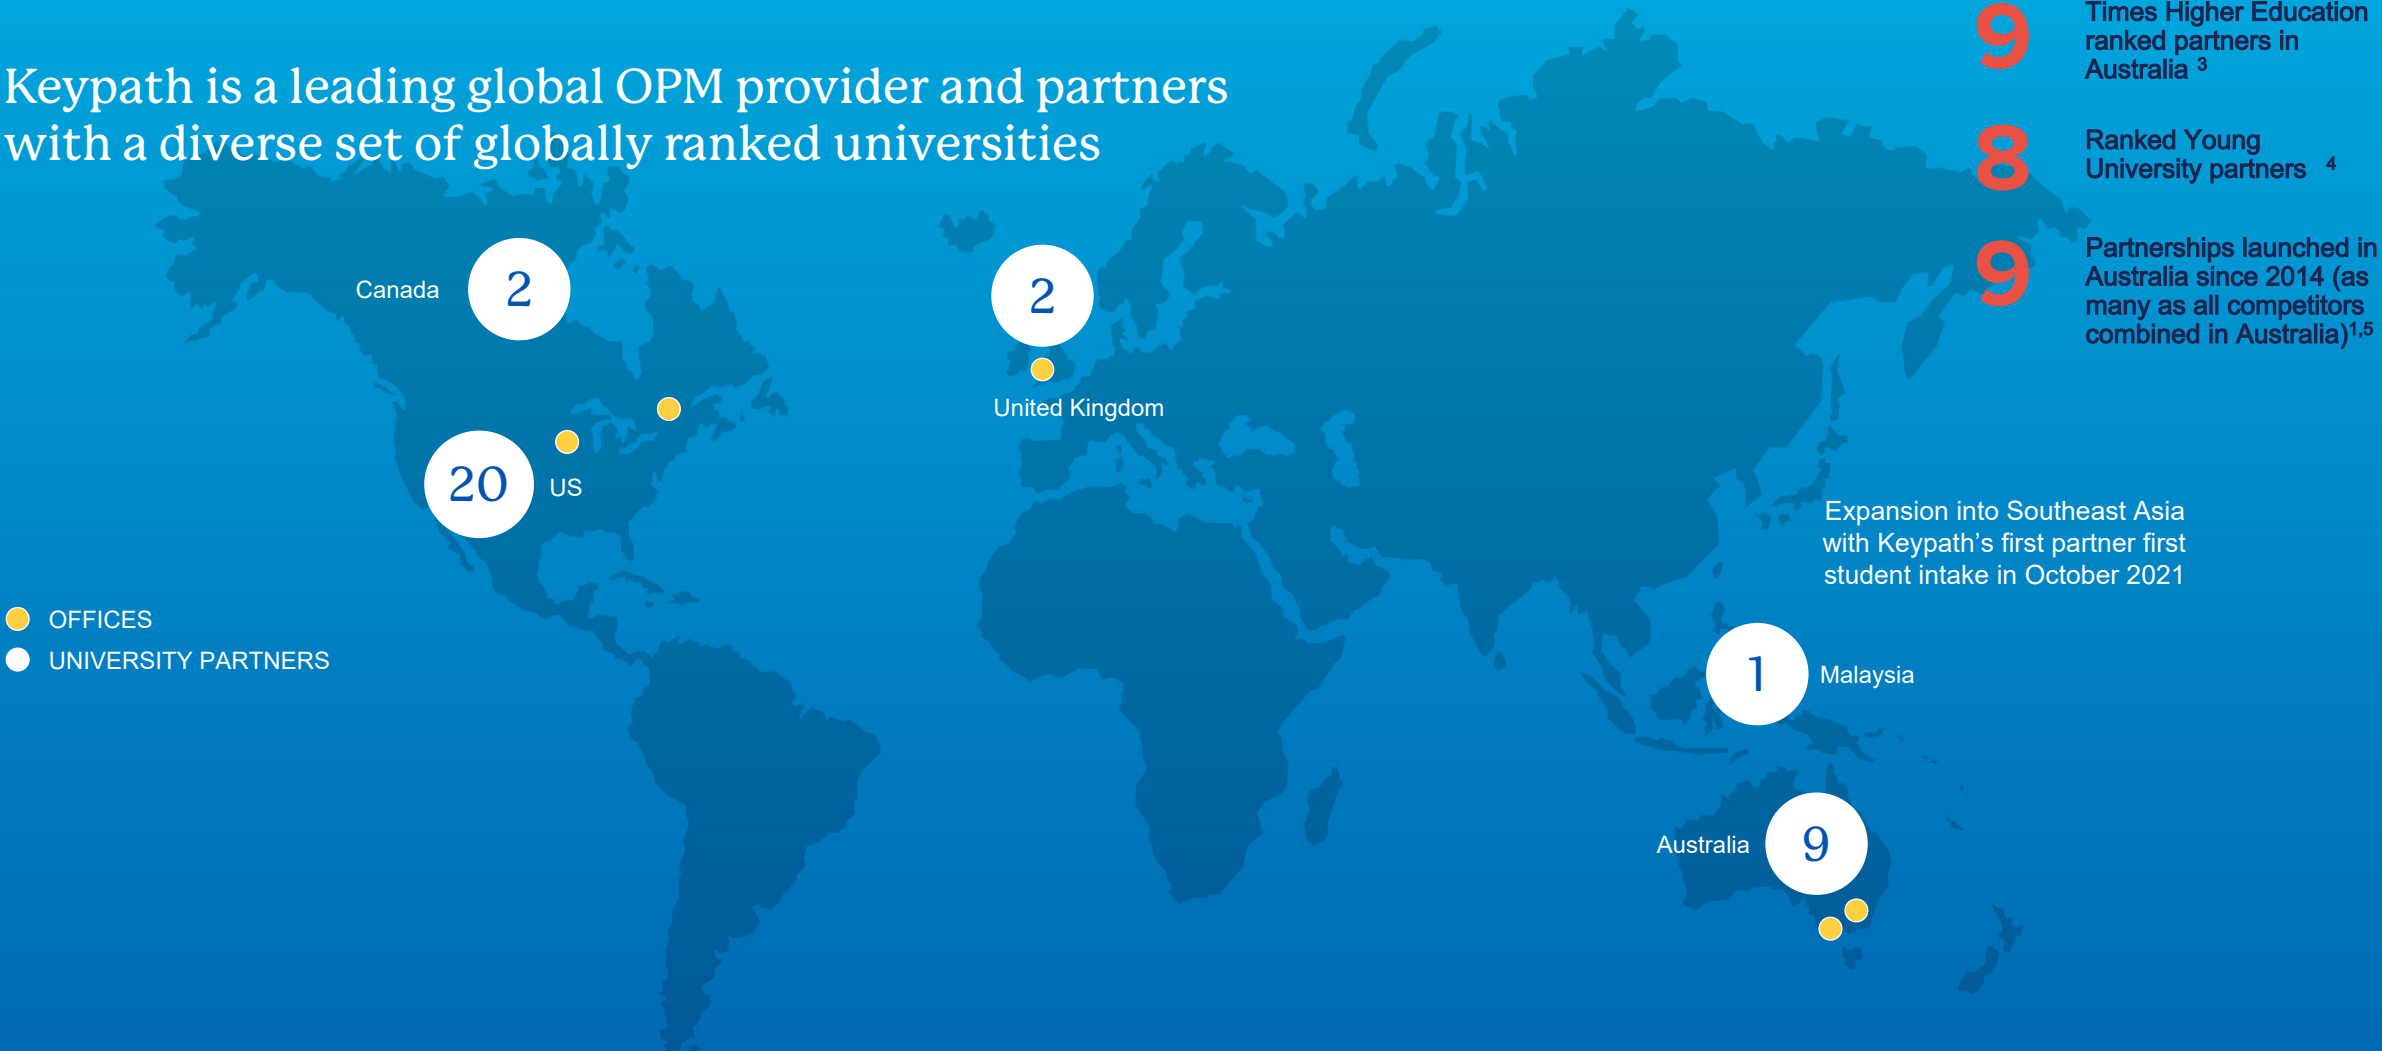 Keypath is a leading global OPM provider and partners
with a diverse set of globally ranked universities
9
Times Higher Education
ranked partners in
Australia 3
8
Ranked Young
University partners 4
9
Partnerships launched in
Australia since 2014 (as
many as all competitors
combined in Australia)1,5
Canada
2
2
United Kingdom
20
US
Expansion into Southeast Asia
with Keypath’s first partner first
student intake in October 2021
OFFICES
UNIVERSITY PARTNERS
1
Malaysia
Australia
9